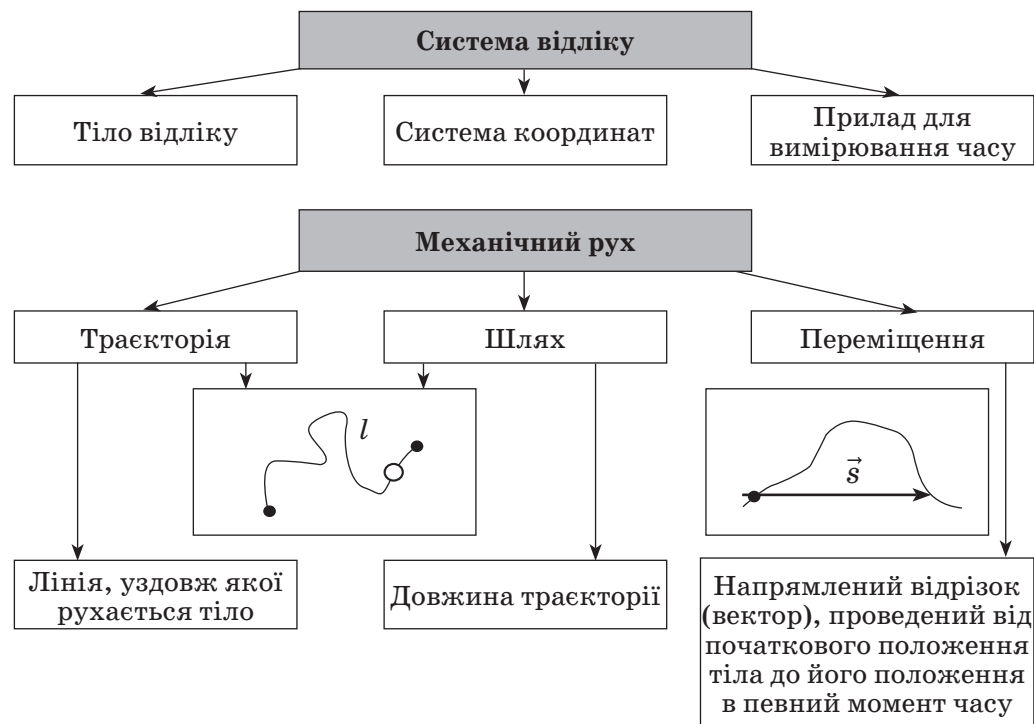 Система відліку
Тіло відліку
Система координат
Прилад для
вимірювання часу
Механічний рух
Траєкторія
Шлях
Переміщення
l
s⃗
Лінія, уздовж якої
рухається тіло
Довжина траєкторії
Напрямлений відрізок
(вектор), проведений від
початкового положення
тіла до його положення
в певний момент часу